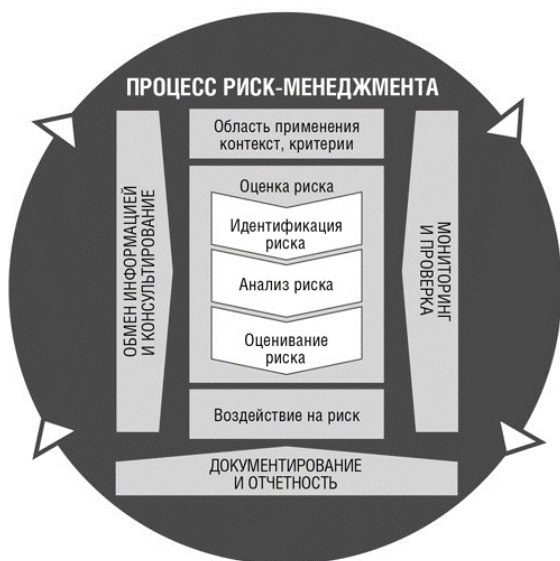 ПРОЦЕСС РИСК-МЕНЕДЖМЕНТА
Область применения
контекст, критерии
Оценка риска
Идентификация
риска
Анализ риска
Оценивание
риска
Воздействие на риск
ОБМЕН ИНФОРМАЦИЕЙ
И КОНСУЛЬТИРОВАНИЕ
МОНИТОРИНГ
И ПРОВЕРКА
ДОКУМЕНТИРОВАНИЕ
И ОТЧЕТНОСТЬ